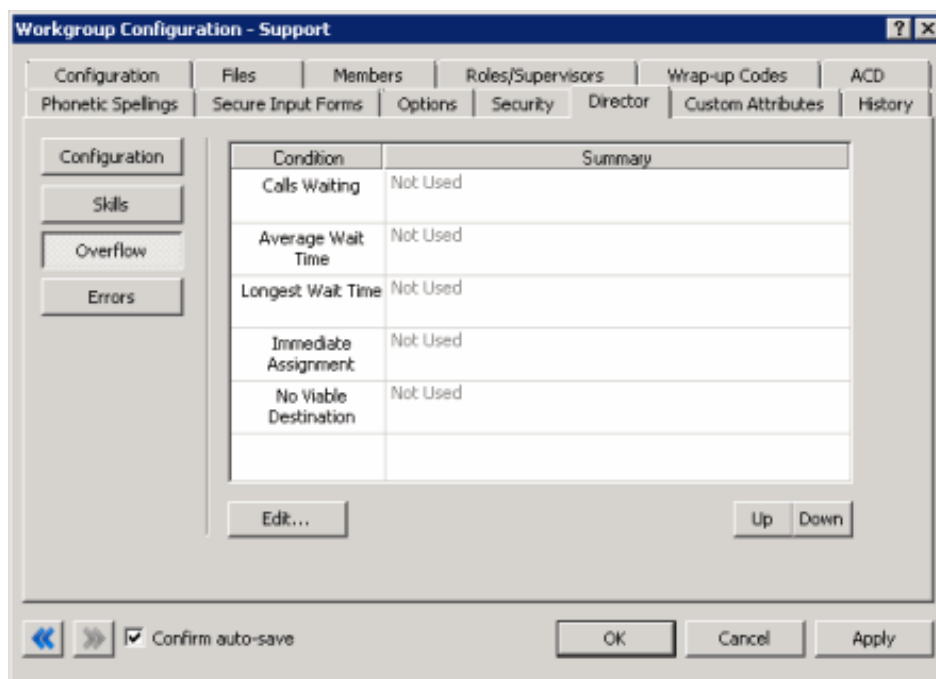 Workgroup Configuration - Support
Configuration Files Members Roles/Supervisors Wrap-up Codes ACD
Phonetic Spellings Secure Input Forms Options Security Director Custom Attributes History
Configuration
Skills
Overflow
Errors
Condition Summary
Calls Waiting Not Used
Average Wait Not Used
Time
Longest Wait Time Not Used
Immediate Not Used
Assignment
No Viable Not Used
Destination
Edit... Up Down
Confirm auto-save OK Cancel Apply